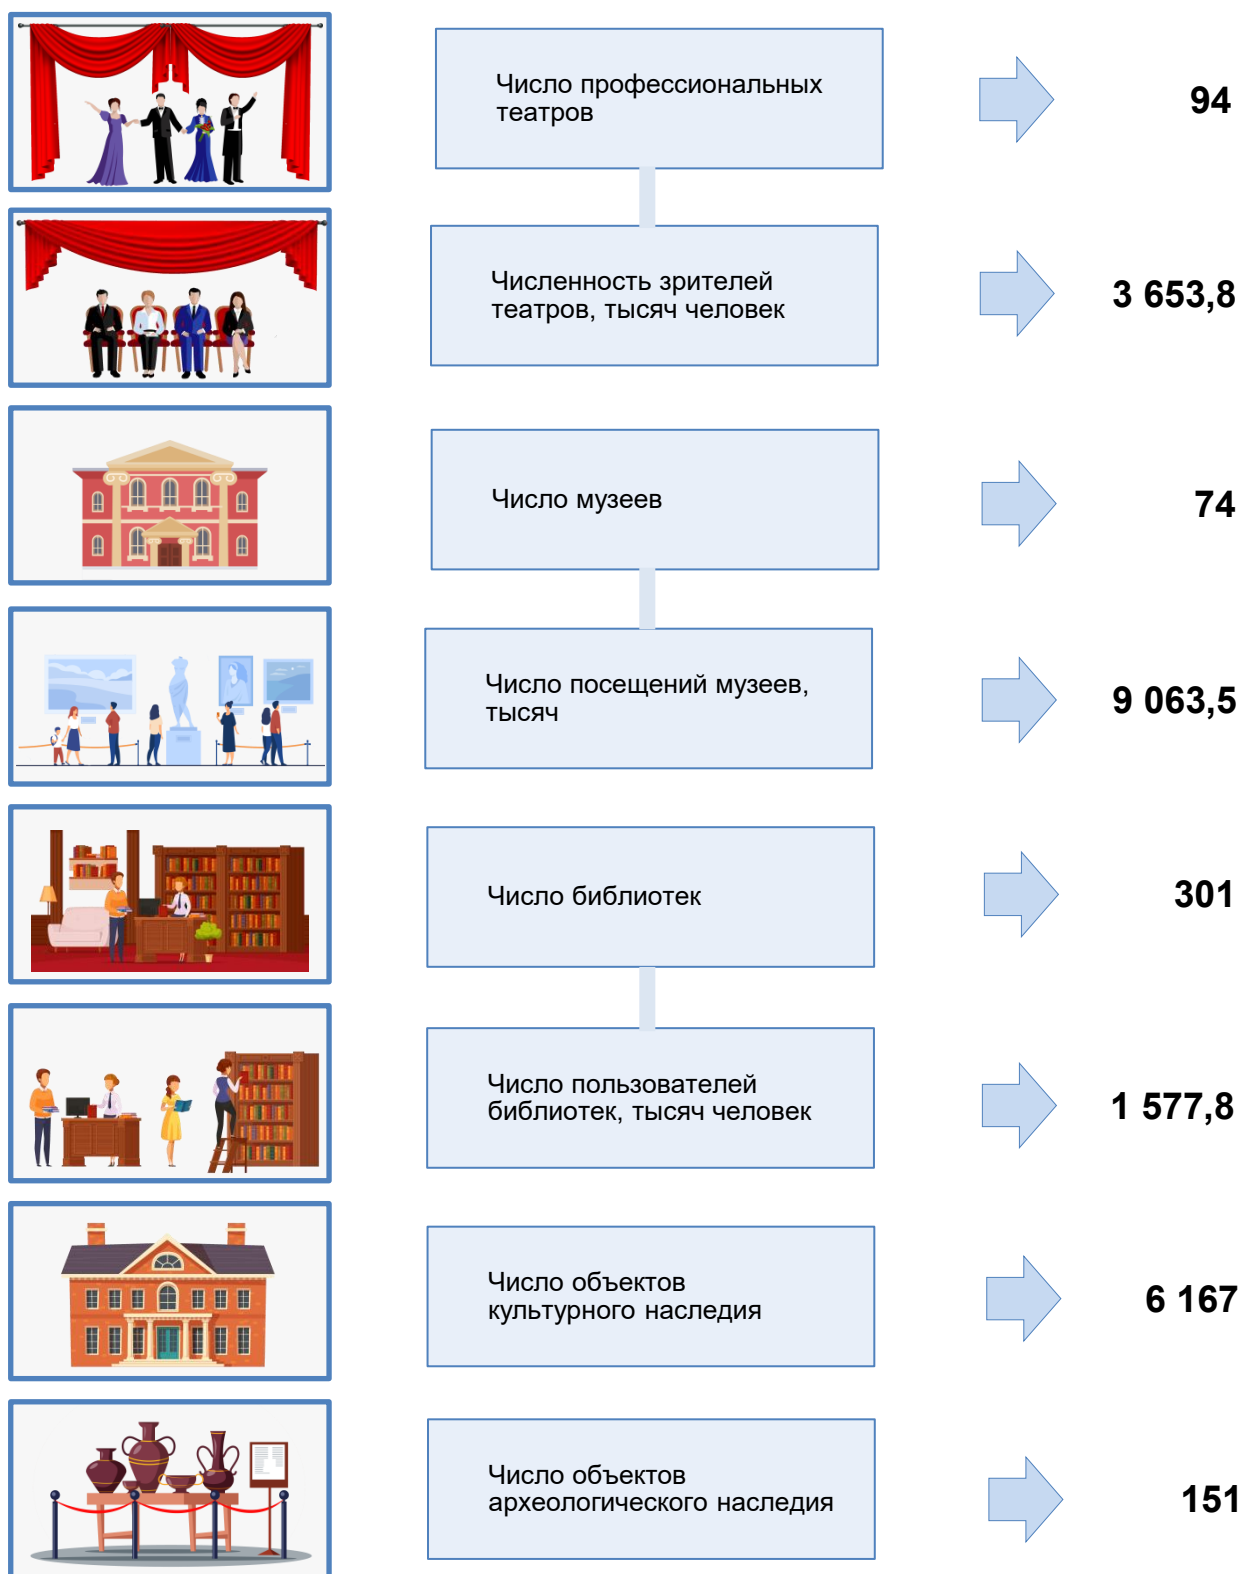 Число профессиональных
театров
94
Численность зрителей
театров, тысяч человек
3 653,8
Число музеев
74
Число посещений музеев,
тысяч
9 063,5
Число библиотек
301
Число пользователей
библиотек, тысяч человек
1 577,8
Число объектов
культурного наследия
6 167
Число объектов
археологического наследия
151